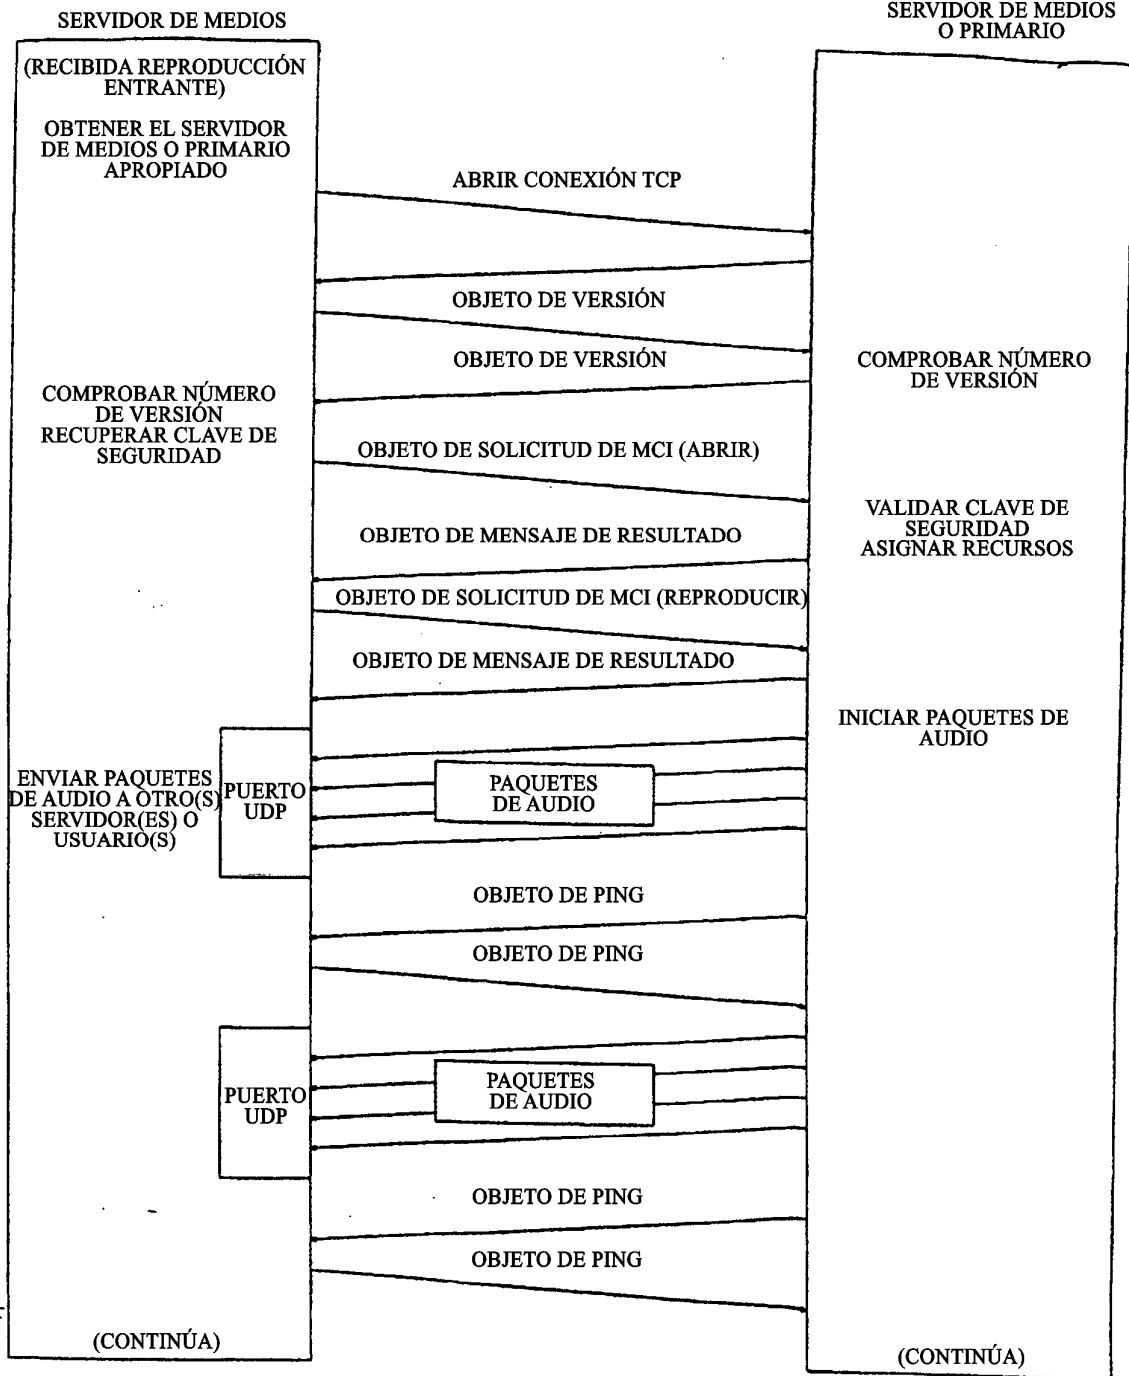 SERVIDOR DE MEDIOS
SERVIDOR DE MEDIOS
O PRIMARIO
(RECIBIDA REPRODUCCIÓN
ENTRANTE)
OBTENER EL SERVIDOR
DE MEDIOS O PRIMARIO
APROPIADO
ABRIR CONEXIÓN TCP
OBJETO DE VERSIÓN
OBJETO DE VERSIÓN
COMPROBAR NÚMERO
DE VERSIÓN
COMPROBAR NÚMERO
DE VERSIÓN
RECUPERAR CLAVE DE
SEGURIDAD
OBJETO DE SOLICITUD DE MCI (ABRIR)
VALIDAR CLAVE DE
SEGURIDAD
ASIGNAR RECURSOS
OBJETO DE MENSAJE DE RESULTADO
OBJETO DE SOLICITUD DE MCI (REPRODUCIR)
OBJETO DE MENSAJE DE RESULTADO
INICIAR PAQUETES DE
AUDIO
ENVIAR PAQUETES
DE AUDIO A OTRO(S)
SERVIDOR(ES) O
USUARIO(S)
PUERTO
UDP
PAQUETES
DE AUDIO
OBJETO DE PING
OBJETO DE PING
PUERTO
UDP
PAQUETES
DE AUDIO
OBJETO DE PING
OBJETO DE PING
(CONTINÚA)
(CONTINÚA)